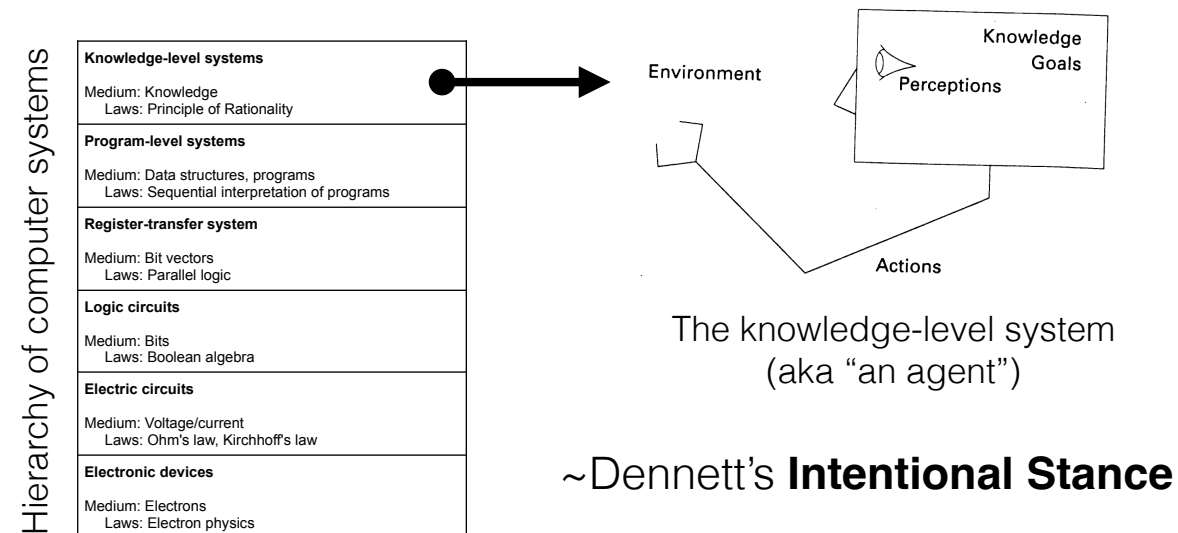 Hierarchy of computer systems
Knowledge-level systems
Medium: Knowledge
Laws: Principle of Rationality
Program-level systems
Medium: Data structures, programs
Laws: Sequential interpretation of programs
Register-transfer system
Medium: Bit vectors
Laws: Parallel logic
Logic circuits
Medium: Bits
Laws: Boolean algebra
Electric circuits
Medium: Voltage/current
Laws: Ohm's law, Kirchhoff's law
Electronic devices
Medium: Electrons
Laws: Electron physics
Environment
Knowledge
Goals
Perceptions
Actions
The knowledge-level system
(aka “an agent”)
~Dennett’s Intentional Stance